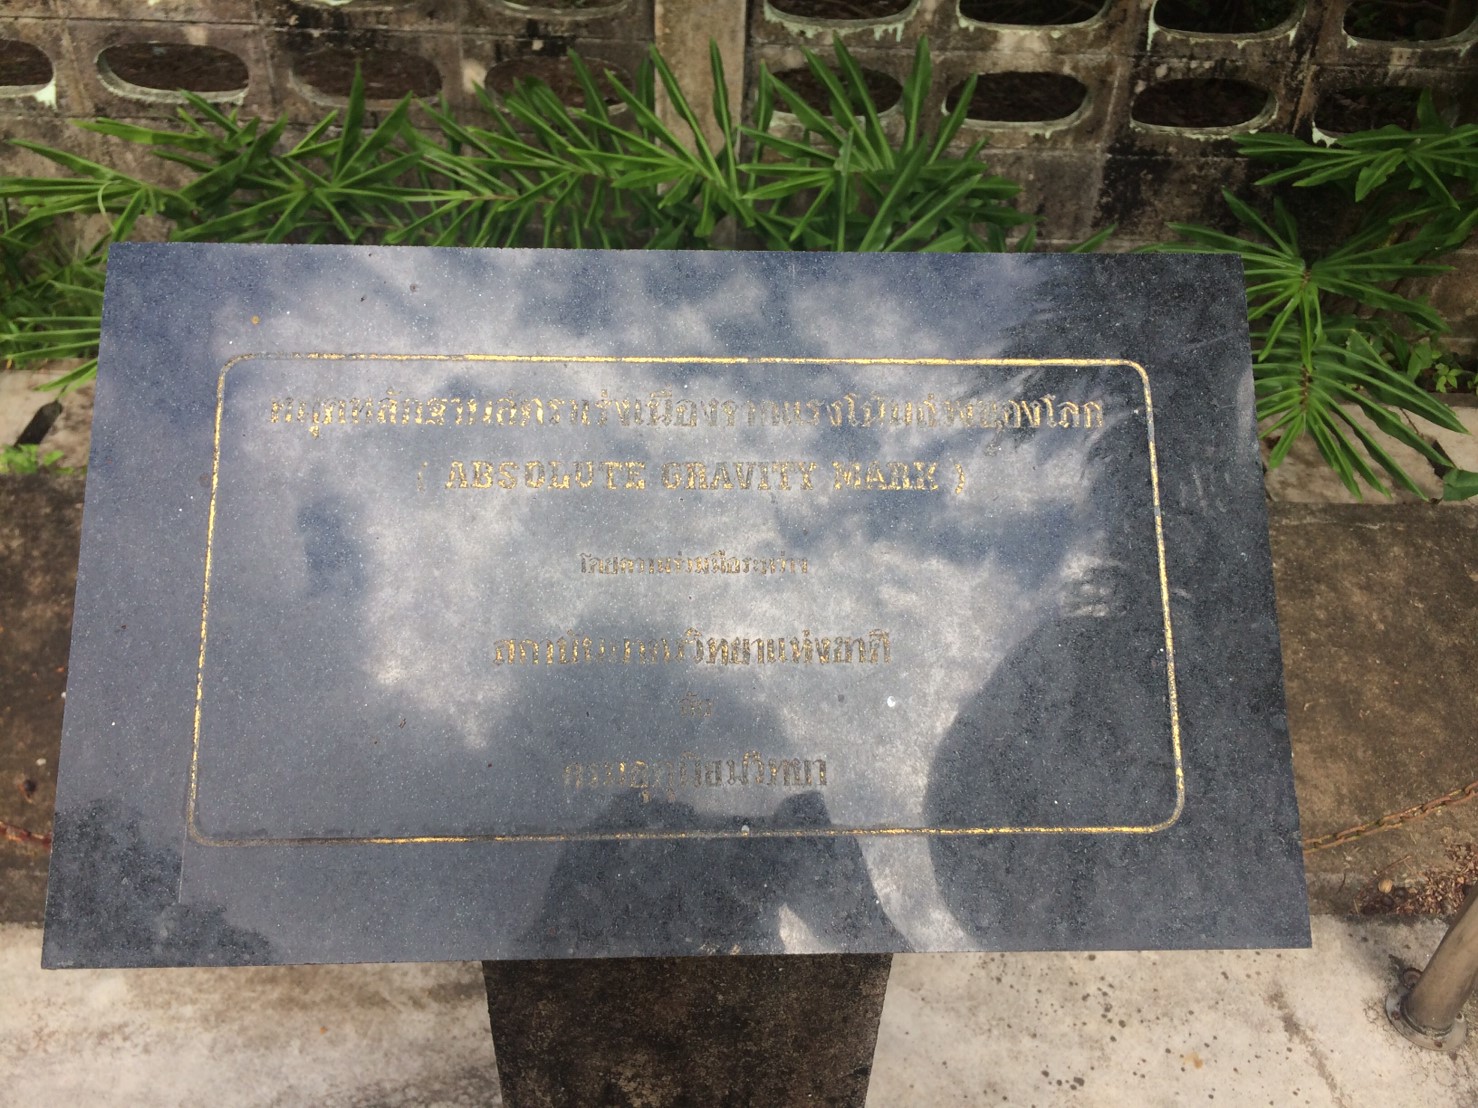 หมุดหลักฐานอัตราเร่งเนื่องจากแรงโน้มถ่วงของโลก
( ABSOLUTE GRAVITY MARK )
โดยความร่วมมือระหว่าง
สถาบันมาตรวิทยาแห่งชาติ
กับ
กรมอุตุนิยมวิทยา